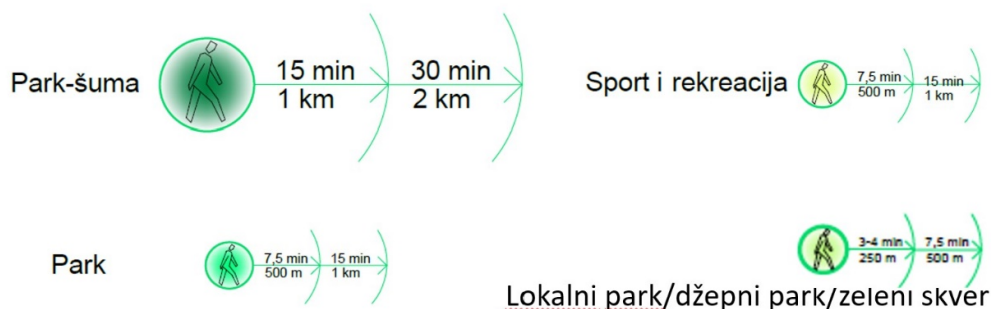 Park-šuma
15 min
1 km
30 min
2 km
Sport i rekreacija
7,5 min
500 m
15 min
1 km
Park
7,5 min
500 m
15 min
1 km
3-4 min
250 m
7,5 min
500 m
Lokalni park/džepni park/zeleni skver